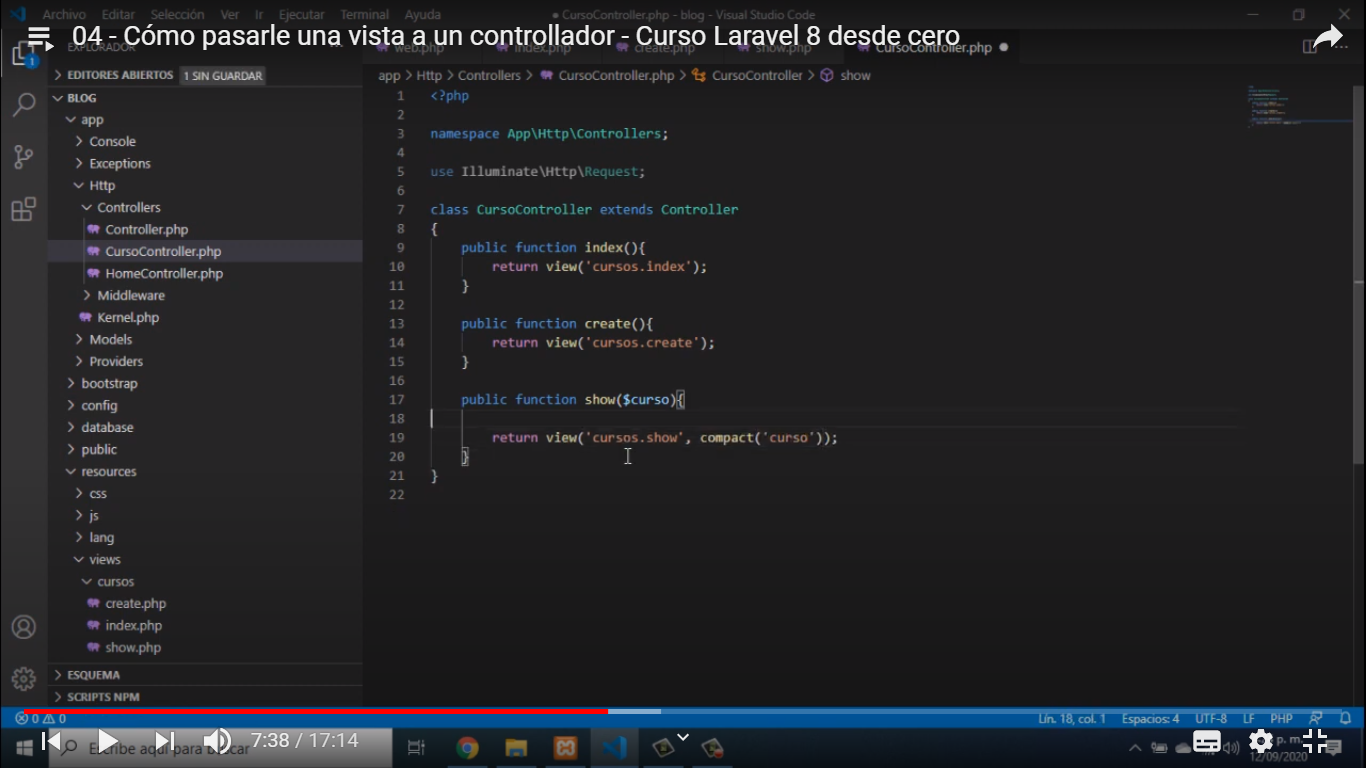 Archivo Editar Selección Ver Ir Ejecutar Terminal Ayuda
● CursoController.php - blog - Visual Studio Code
04 - Cómo pasarle una vista a un controllador - Curso Laravel 8 desde cero
EXPLORADOR
web.php index.php create.php show.php CursoController.php
1
EDITORES ABIERTOS 1 SIN GUARDAR
app > Http > Controllers > CursoController.php > CursoController > show
BLOG
app
Console
Exceptions
Http
Controllers
Controller.php
CursoController.php
HomeController.php
Middleware
Kernel.php
Models
Providers
bootstrap
config
database
public
resources
css
js
lang
views
cursos
create.php
index.php
show.php
ESQUEMA
SCRIPTS NPM
1 <?php
2
3 namespace App\Http\Controllers;
4
5 use Illuminate\Http\Request;
6
7 class CursoController extends Controller
8 {
9 public function index(){
10 return view('cursos.index');
11 }
12
13 public function create(){
14 return view('cursos.create');
15 }
16
17 public function show($curso){
18
19 return view('cursos.show', compact('curso'));
20 }
21 }
22
0 0
Lín. 18, col. 1 Espacios: 4 UTF-8 LF PHP
Escribe aquí para buscar
7:38 / 17:14
p. m.
12/09/2020